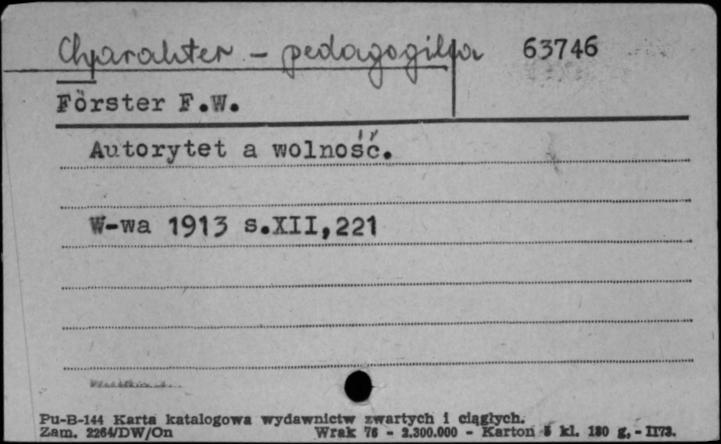 Charakter - pedagogika 63746
Förster F.W.
Autorytet a wolność.
W-wa 1913 s.XII,221
Pu-B-144 Karta katalogowa wydawnictw zwartych i ciągłych.
Zam. 2264/DW/On Wrak 76 - 2.300.000 - Karton kl. 180 g. - II73.